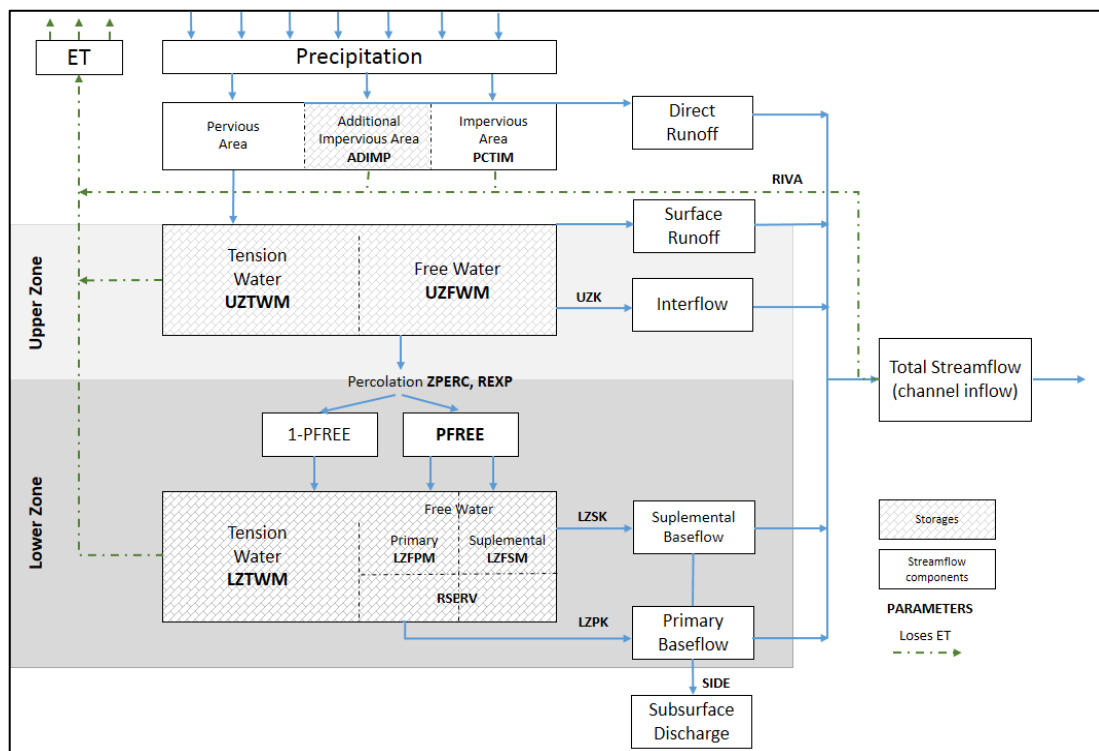 ET
Precipitation
Pervious
Area
Additional
Impervious Area
ADIMP
Impervious
Area
PCTIM
Direct
Runoff
RIVA
Upper Zone
Tension
Water
UZTWM
Free Water
UZFWM
Surface
Runoff
UZK
Interflow
Total Streamflow
(channel inflow)
Percolation ZPERC, REXP
1-PFREE
PFREE
Lower Zone
Tension
Water
LZTWM
Free Water
Primary
LZFPM
Suplemental
LZFSM
RSERV
LZSK
Suplemental
Baseflow
LZPK
Primary
Baseflow
SIDE
Subsurface
Discharge
Storages
Streamflow
components
PARAMETERS
Loses ET